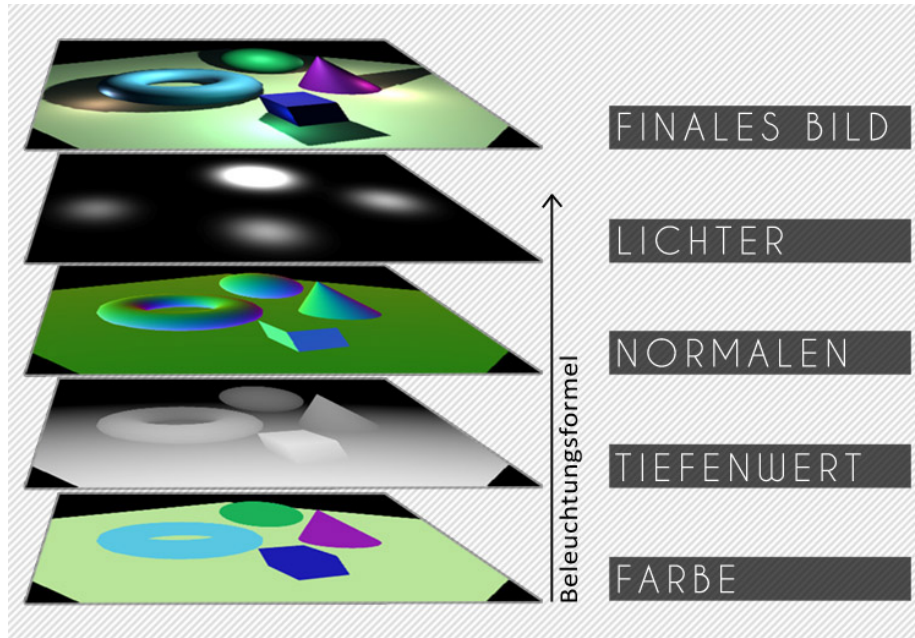 FINALES BILD
LICHTER
NORMALEN
TIEFENWERT
FARBE
Beleuchtungsformel